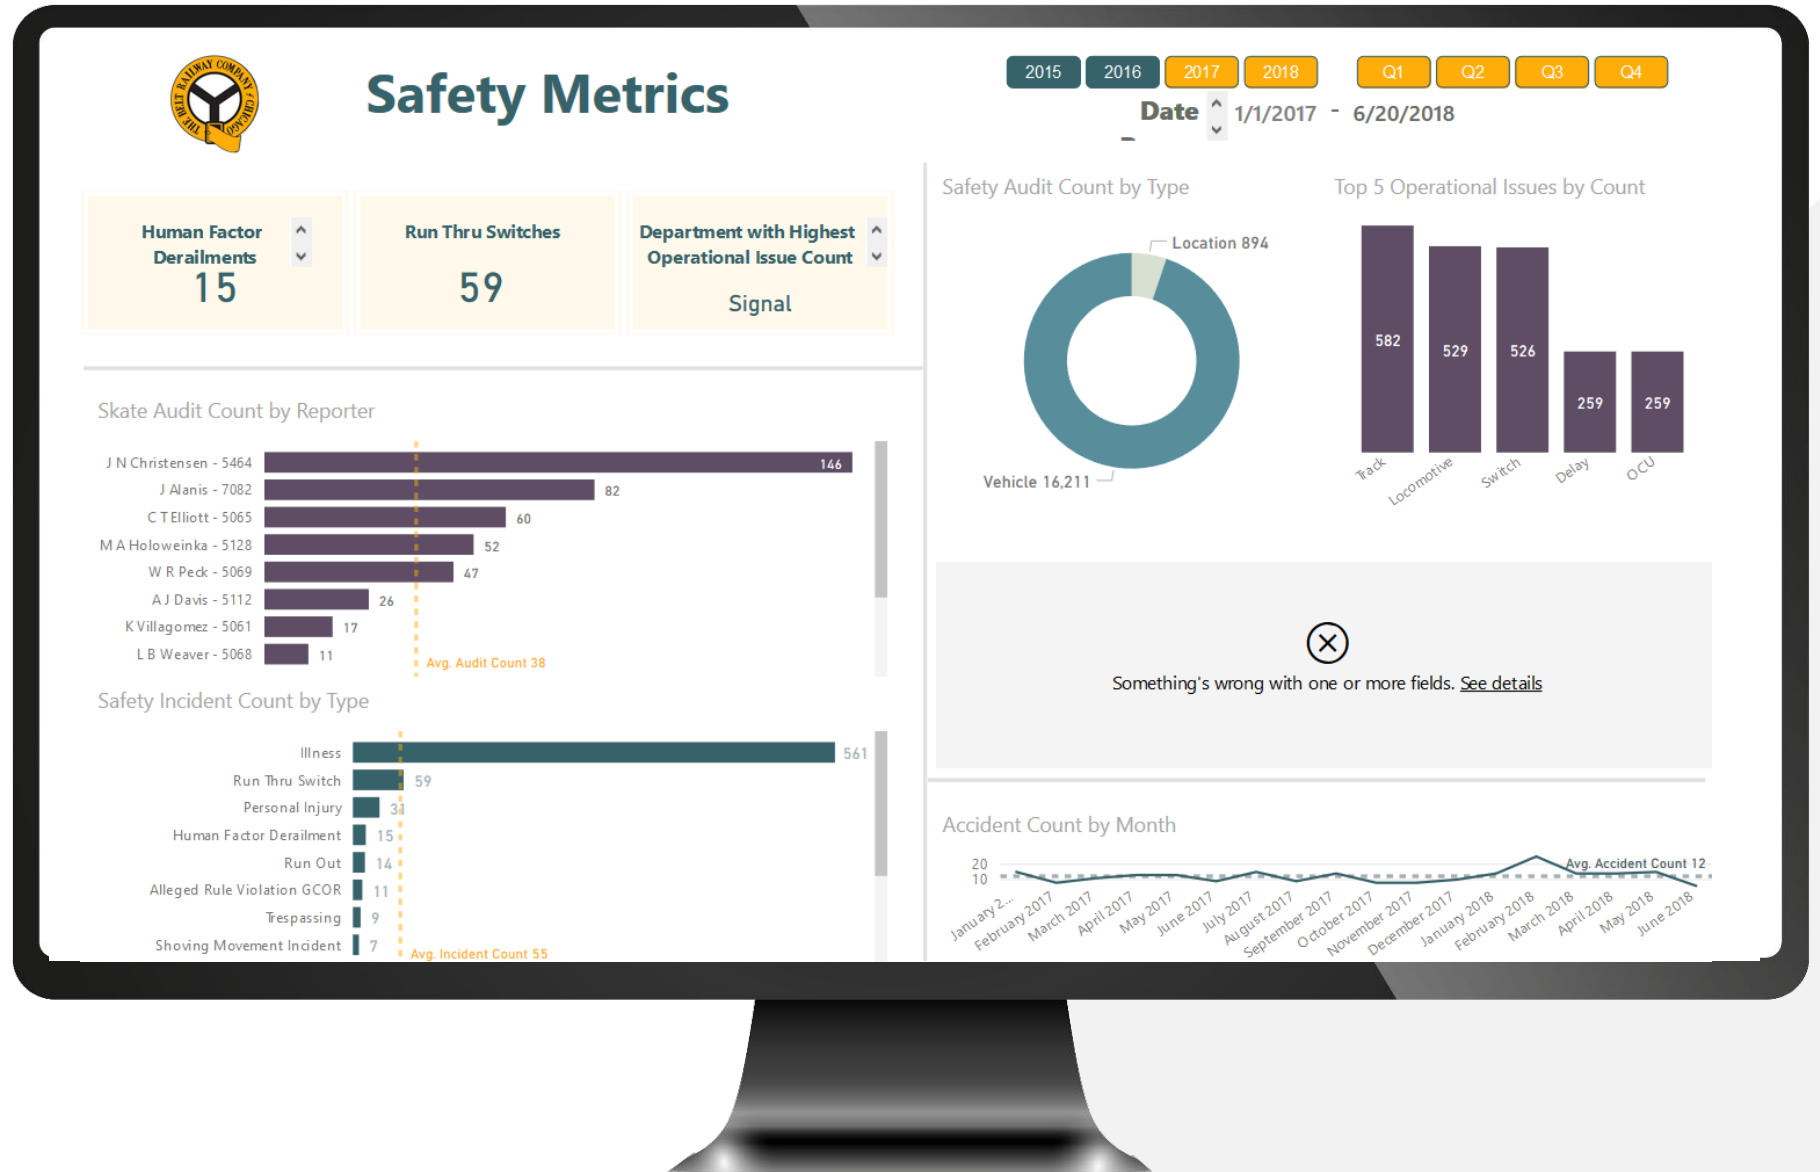 THE BELT RAILWAY COMPANY OF CHICAGO
Safety Metrics
2015 2016 2017 2018 Q1 Q2 Q3 Q4
Date 1/1/2017 - 6/20/2018
Human Factor
Derailments
15
Run Thru Switches
59
Department with Highest
Operational Issue Count
Signal
Skate Audit Count by Reporter
J N Christensen - 5464 146
J Alanis - 7082 82
C T Elliott - 5065 60
M A Holoweinka - 5128 52
W R Peck - 5069 47
A J Davis - 5112 26
K Villagomez - 5061 17
L B Weaver - 5068 11
Avg. Audit Count 38
Safety Incident Count by Type
Illness 561
Run Thru Switch 59
Personal Injury 31
Human Factor Derailment 15
Run Out 14
Alleged Rule Violation GCOR 11
Trespassing 9
Shoving Movement Incident 7
Avg. Incident Count 55
Safety Audit Count by Type
Location 894
Vehicle 16,211
Top 5 Operational Issues by Count
582 529 526 259 259
Track Locomotive Switch Delay OCU
Something's wrong with one or more fields. See details
Accident Count by Month
20
10
Avg. Accident Count 12
January 2... February 2017 March 2017 April 2017 May 2017 June 2017 July 2017 August 2017 September 2017 October 2017 November 2017 December 2017 January 2018 February 2018 March 2018 April 2018 May 2018 June 2018